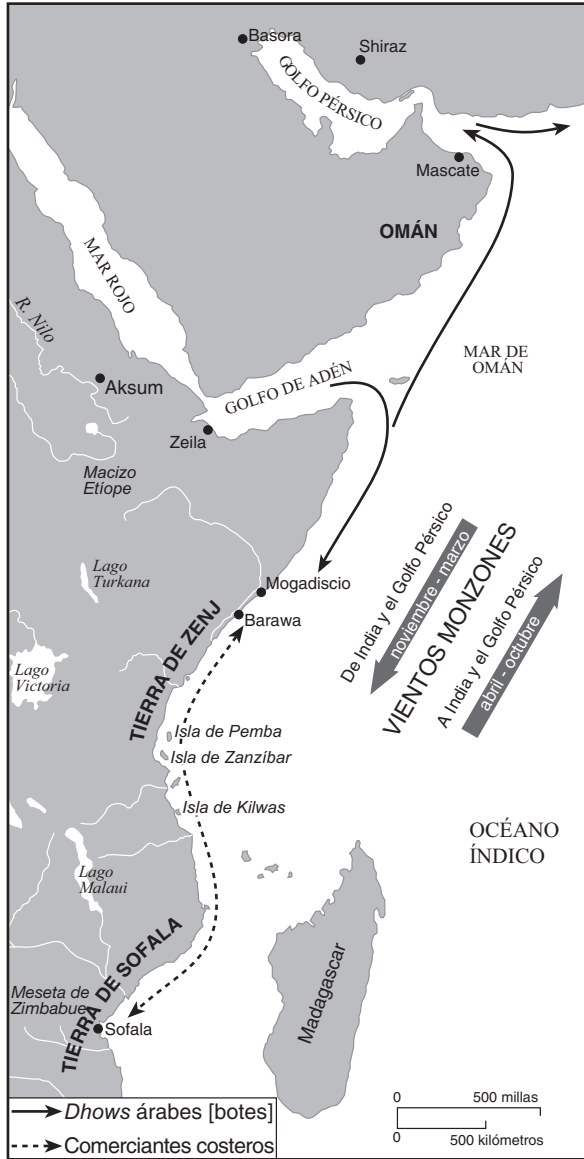 Basora
Shiraz
GOLFO PÉRSICO
Mascate
OMÁN
MAR ROJO
R. Nilo
MAR DE
OMÁN
Aksum
GOLFO DE ADÉN
Zeila
Macizo
Etíope
Lago
Turkana
Mogadiscio
Barawa
De India y el Golfo Pérsico
noviembre - marzo
VIENTOS MONZONES
A India y el Golfo Pérsico
abril - octubre
Lago
Victoria
TIERRA DE ZENJ
Isla de Pemba
Isla de Zanzíbar
Isla de Kilwas
OCÉANO
ÍNDICO
Lago
Malaui
TIERRA DE SOFALA
Meseta de
Zimbabue
Sofala
Madagascar
0 500 millas
0 500 kilómetros
Dhows árabes [botes]
Comerciantes costeros